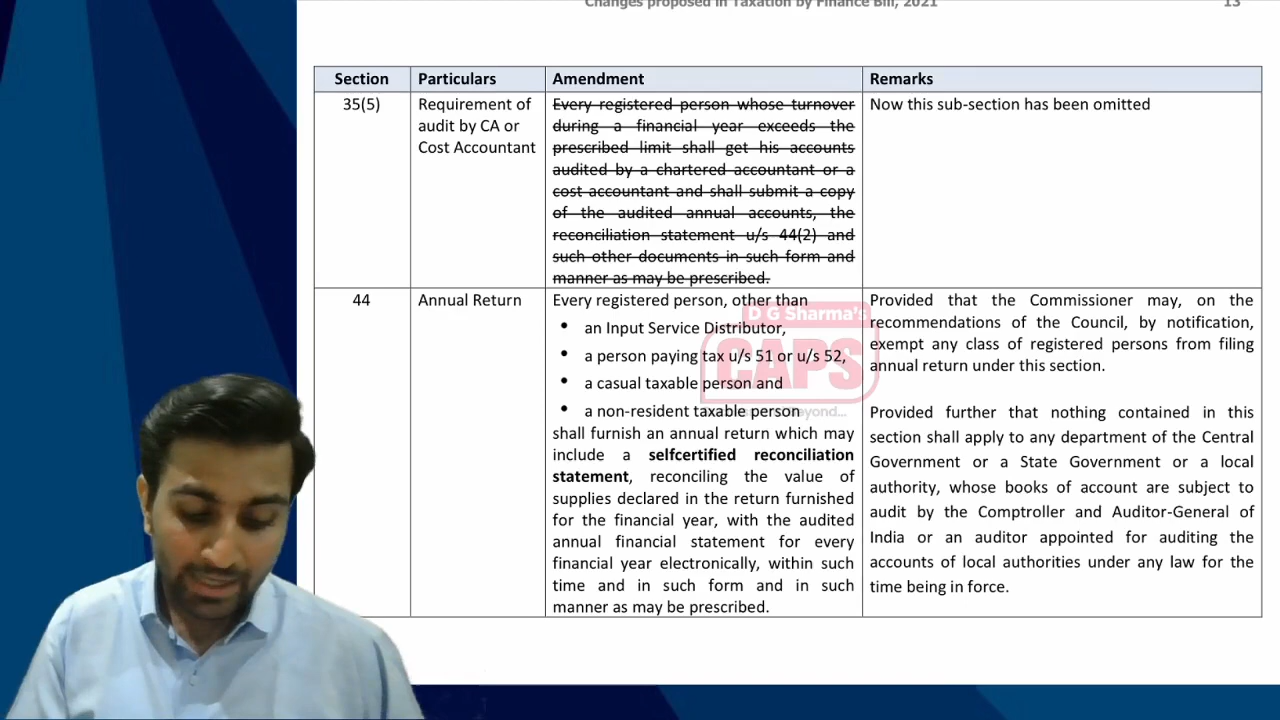 Changes proposed in Taxation by Finance Bill, 2021 13
Section Particulars Amendment Remarks
35(5)
Requirement of
audit by CA or
Cost Accountant
Every registered person whose turnover
during a financial year exceeds the
prescribed limit shall get his accounts
audited by a chartered accountant or a
cost accountant and shall submit a copy
of the audited annual accounts, the
reconciliation statement u/s 44(2) and
such other documents in such form and
manner as may be prescribed.
Now this sub-section has been omitted
44
Annual Return
Every registered person, other than
• an Input Service Distributor,
• a person paying tax u/s 51 or u/s 52,
• a casual taxable person and
• a non-resident taxable person
shall furnish an annual return which may
include a selfcertified reconciliation
statement, reconciling the value of
supplies declared in the return furnished
for the financial year, with the audited
annual financial statement for every
financial year electronically, within such
time and in such form and in such
manner as may be prescribed.
Provided that the Commissioner may, on the
recommendations of the Council, by notification,
exempt any class of registered persons from filing
annual return under this section.
Provided further that nothing contained in this
section shall apply to any department of the Central
Government or a State Government or a local
authority, whose books of account are subject to
audit by the Comptroller and Auditor-General of
India or an auditor appointed for auditing the
accounts of local authorities under any law for the
time being in force.
D G Sharma's
CAPS